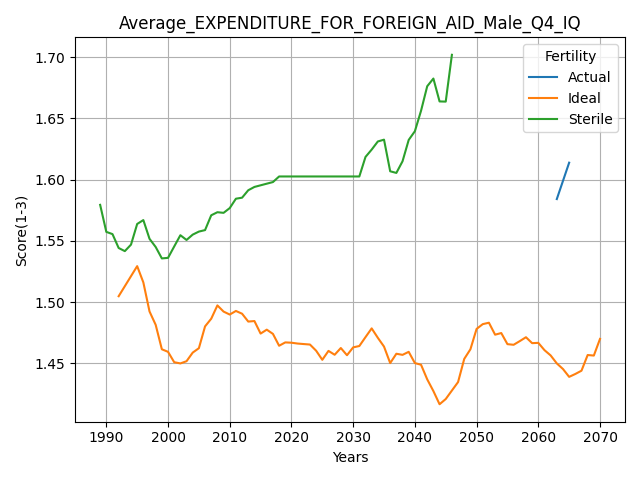 Average_EXPENDITURE_FOR_FOREIGN_AID_Male_Q4_IQ
Fertility
Actual
Ideal
Sterile
Score(1-3)
1.70
1.65
1.60
1.55
1.50
1.45
1990 2000 2010 2020 2030 2040 2050 2060 2070
Years